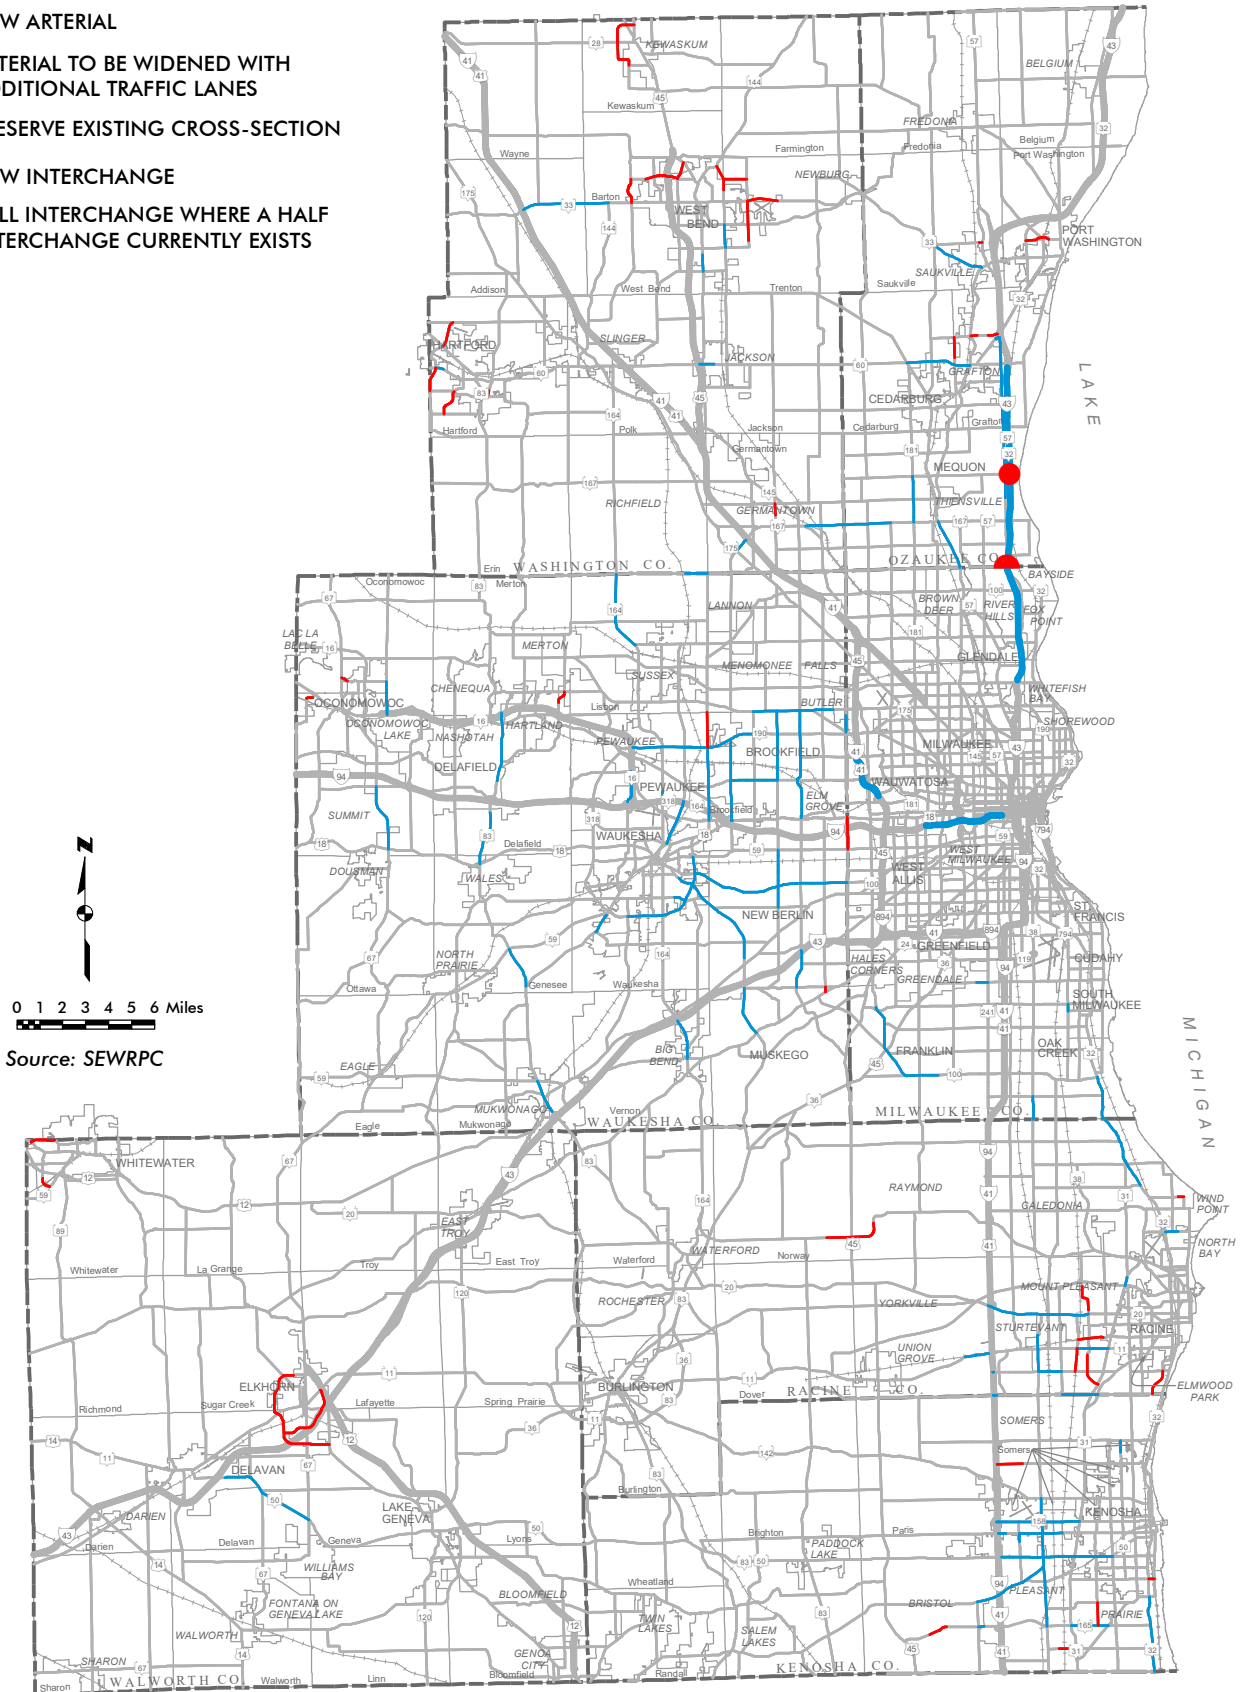 W ARTERIAL
TERIAL TO BE WIDENED WITH
DITIONAL TRAFFIC LANES
ESERVE EXISTING CROSS-SECTION
W INTERCHANGE
LL INTERCHANGE WHERE A HALF
TERCHANGE CURRENTLY EXISTS
KEWASKUM
BELGIUM
Kewaskum
FREDONIA
Belgium
Wayne
Farmington
Fredonia
Port Washington
NEWBURG
Barton
WEST
BEND
PORT
WASHINGTON
SAUKVILLE
Addison
West Bend
Trenton
Saukville
HARTFORD
SLINGER
JACKSON
GRAFTON
CEDARBURG
LAKE
Hartford
Polk
Jackson
Cedarburg
Grafton
Germantown
MEQUON
RICHFIELD
GERMANTOWN
THIENSVILLE
Erin
WASHINGTON CO.
OZAUKEE CO.
Oconomowoc
Merton
BAYSIDE
LANNON
BROWN
DEER
RIVER
HILLS
FOX
POINT
LAC LA
BELLE
MERTON
GLENDALE
SUSSEX
MENOMONEE FALLS
CHENEQUA
OCONOMOWOC
Lisbon
BUTLER
WHITEFISH
BAY
OCONOMOWOC
LAKE
HARTLAND
SHOREWOOD
NASHOTAH
PEWAUKEE
BROOKFIELD
MILWAUKEE
DELAFIELD
PEWAUKEE
WAUWATOSA
ELM
GROVE
SUMMIT
Brookfield
WAUKESHA
Delafield
WEST
MILWAUKEE
DOUSMAN
WALES
WEST
ALLIS
NEW BERLIN
ST.
FRANCIS
GREENFIELD
NORTH
PRAIRIE
HALES
CORNERS
CUDAHY
GREENDALE
Ottawa
Genesee
Waukesha
SOUTH
MILWAUKEE
0 1 2 3 4 5 6 Miles
Source: SEWRPC
EAGLE
BIG
BEND
MUSKEGO
FRANKLIN
OAK
CREEK
MICHIGAN
MUKWONAGO
Vernon
Eagle
Mukwonago
WAUKESHA CO.
MILWAUKEE CO.
WHITEWATER
RAYMOND
CALEDONIA
WIND
POINT
EAST
TROY
NORTH
BAY
WATERFORD
Norway
Whitewater
La Grange
Troy
East Troy
Waterford
MOUNT PLEASANT
ROCHESTER
YORKVILLE
STURTEVANT
RACINE
UNION
GROVE
ELKHORN
BURLINGTON
Dover
RACINE CO.
ELMWOOD
PARK
Richmond
Sugar Creek
Lafayette
Spring Prairie
SOMERS
Somers
DELAVAN
Burlington
LAKE
GENEVA
KENOSHA
DARIEN
Darien
Delavan
Geneva
Lyons
Brighton
Paris
PADDOCK
LAKE
WILLIAMS
BAY
Wheatland
BLOOMFIELD
PLEASANT
PRAIRIE
FONTANA ON
GENEVA LAKE
BRISTOL
TWIN
LAKES
SALEM
LAKES
WALWORTH
GENOA
CITY
SHARON
Sharon
WALWORTH CO.
Walworth
Linn
Bloomfield
Randall
KENOSHA CO.